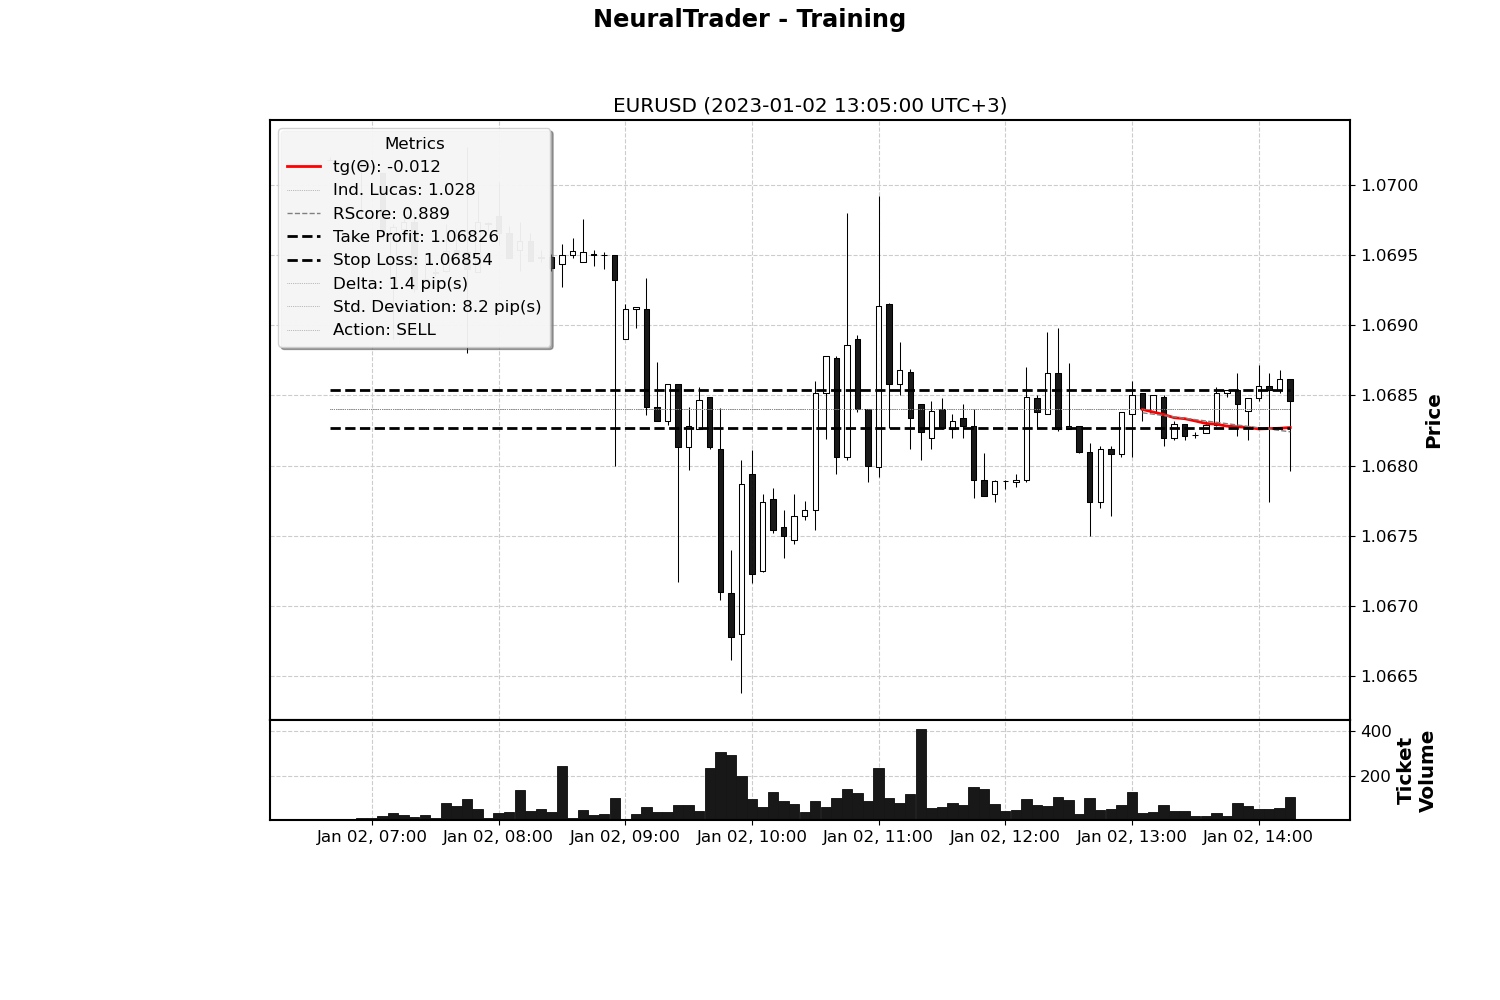 NeuralTrader - Training
EURUSD (2023-01-02 13:05:00 UTC+3)
Metrics
tg(Θ): -0.012
Ind. Lucas: 1.028
RScore: 0.889
Take Profit: 1.06826
Stop Loss: 1.06854
Delta: 1.4 pip(s)
Std. Deviation: 8.2 pip(s)
Action: SELL
1.0700
1.0695
1.0690
1.0685
1.0680
1.0675
1.0670
1.0665
Price
400
200
Ticket
Volume
Jan 02, 07:00
Jan 02, 08:00
Jan 02, 09:00
Jan 02, 10:00
Jan 02, 11:00
Jan 02, 12:00
Jan 02, 13:00
Jan 02, 14:00